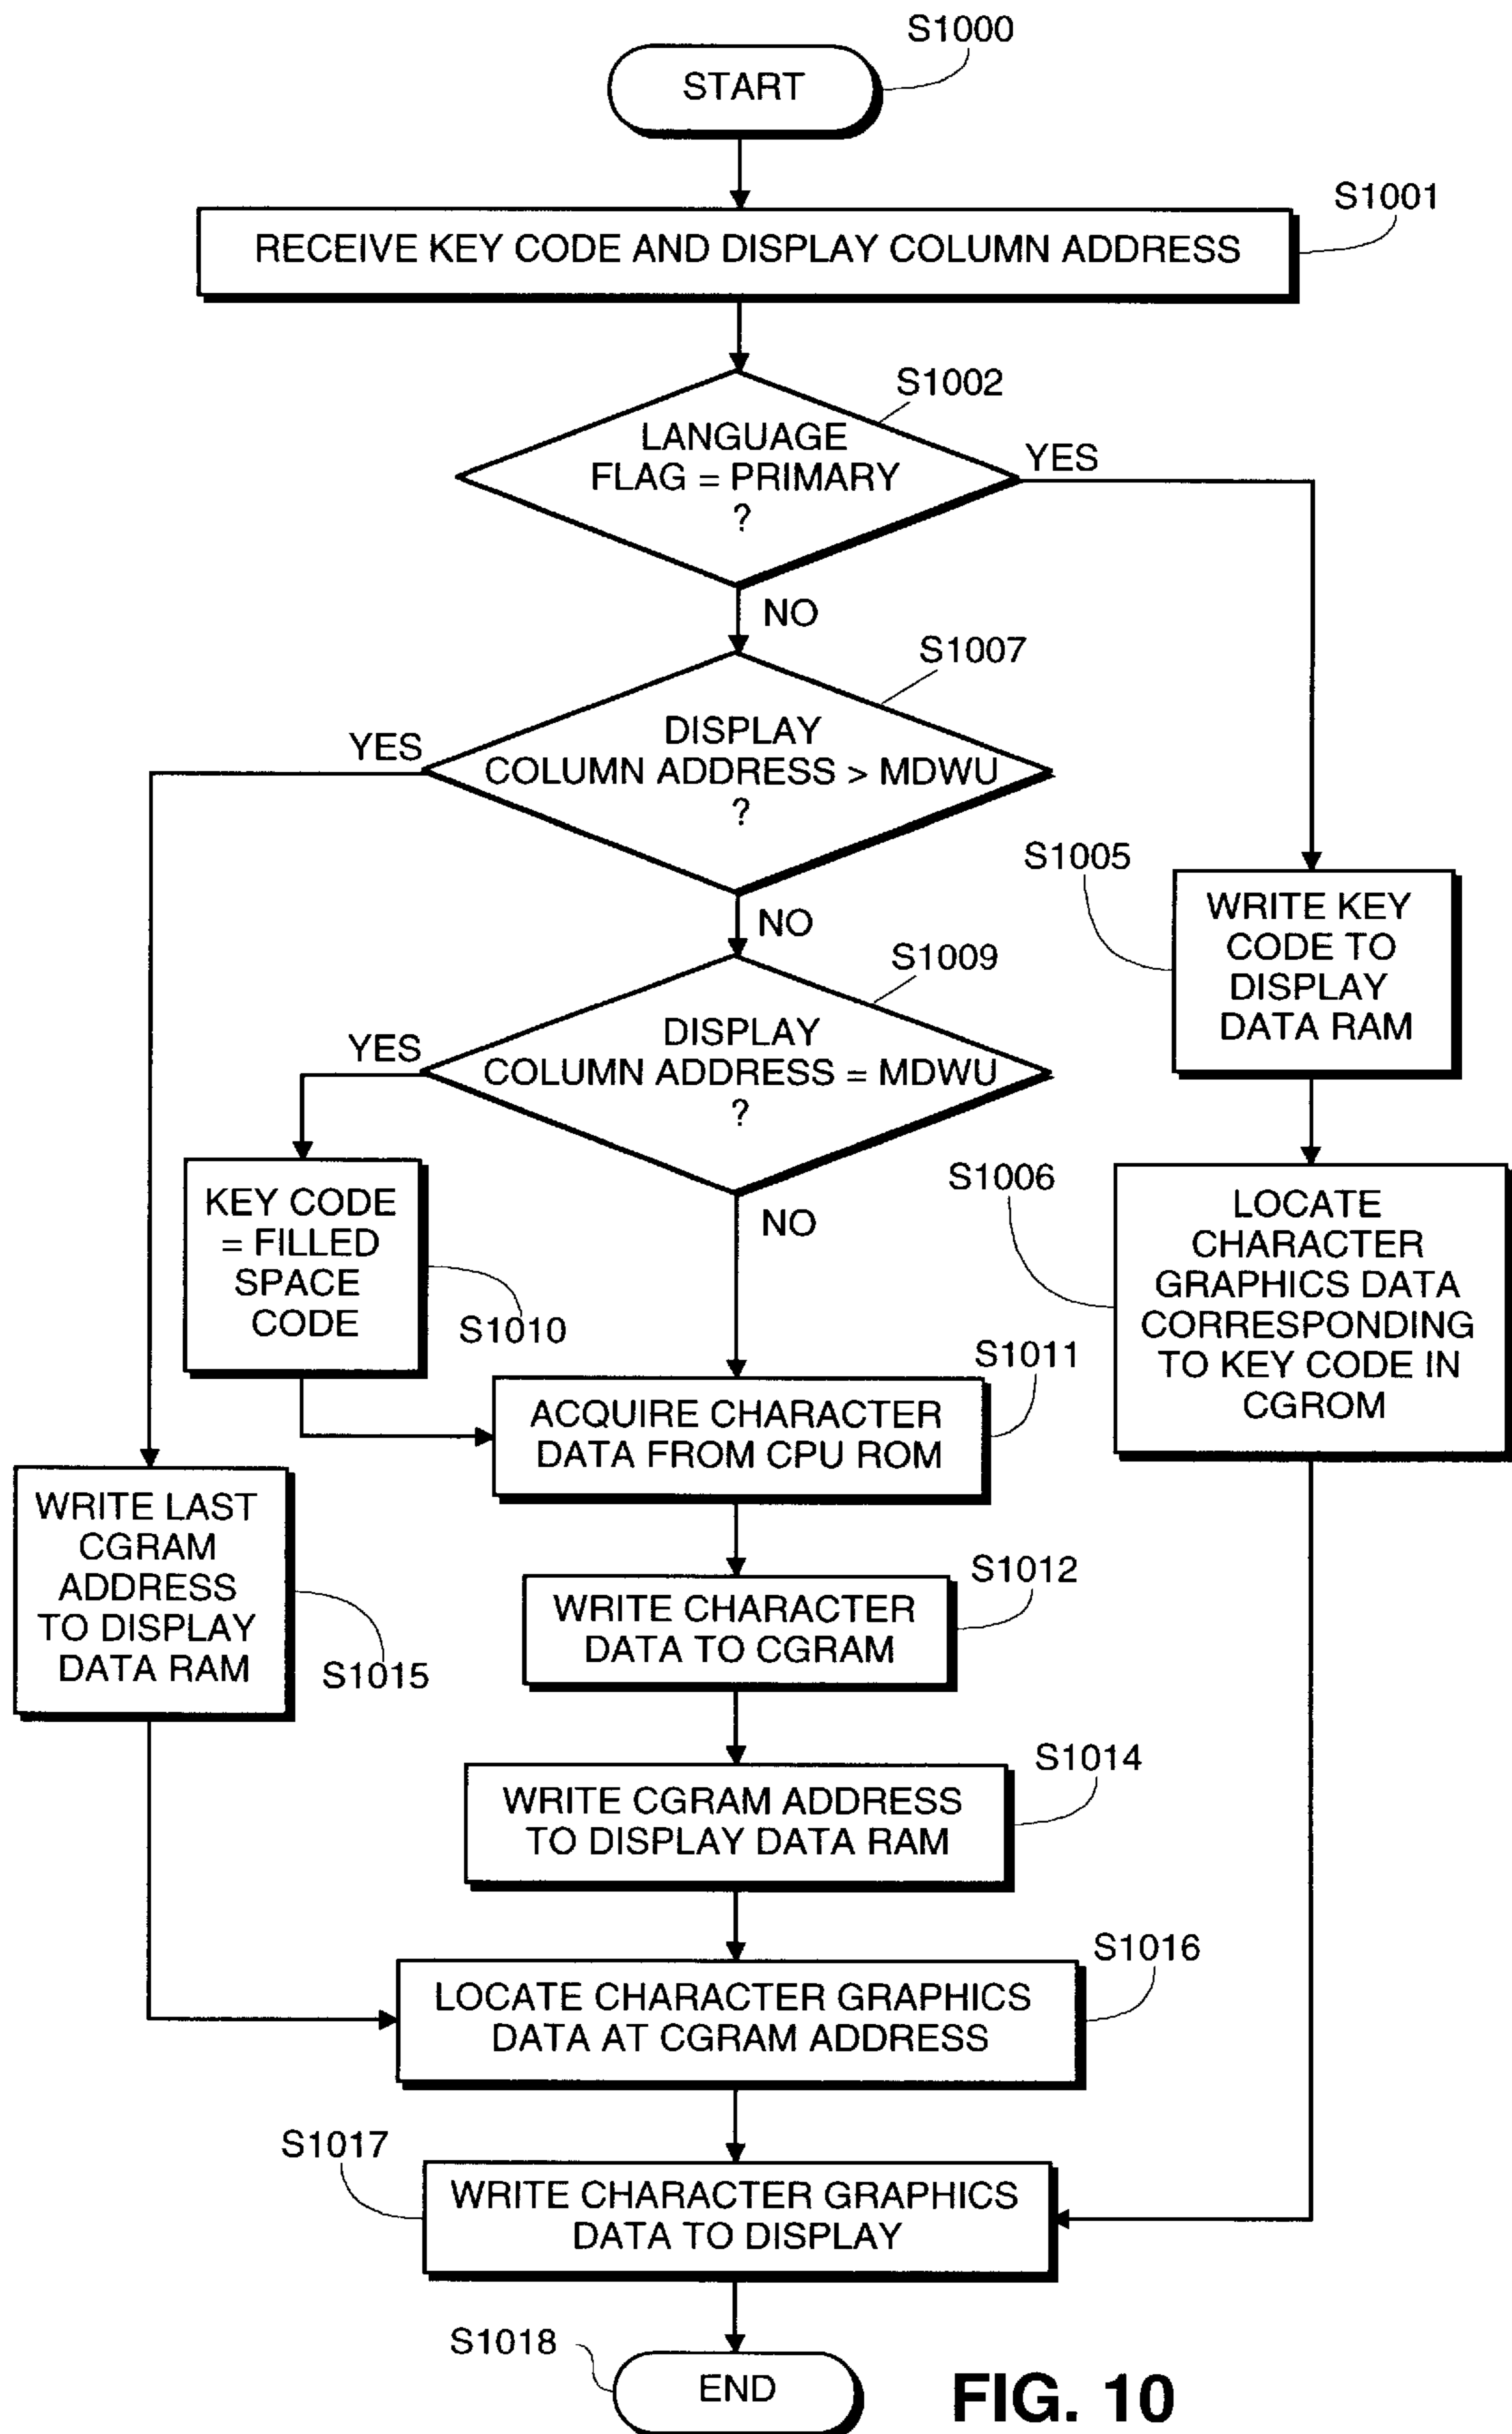 S1000
START
S1001
RECEIVE KEY CODE AND DISPLAY COLUMN ADDRESS
S1002
LANGUAGE
FLAG = PRIMARY
?
YES
NO
S1007
DISPLAY
COLUMN ADDRESS > MDWU
?
YES
NO
S1005
WRITE KEY
CODE TO
DISPLAY
DATA RAM
S1009
DISPLAY
COLUMN ADDRESS = MDWU
?
YES
NO
S1006
LOCATE
CHARACTER
GRAPHICS DATA
CORRESPONDING
TO KEY CODE IN
CGROM
KEY CODE
= FILLED
SPACE
CODE
S1010
S1011
ACQUIRE CHARACTER
DATA FROM CPU ROM
WRITE LAST
CGRAM
ADDRESS
TO DISPLAY
DATA RAM
S1015
S1012
WRITE CHARACTER
DATA TO CGRAM
S1014
WRITE CGRAM ADDRESS
TO DISPLAY DATA RAM
S1016
LOCATE CHARACTER GRAPHICS
DATA AT CGRAM ADDRESS
S1017
WRITE CHARACTER GRAPHICS
DATA TO DISPLAY
S1018
END
FIG. 10